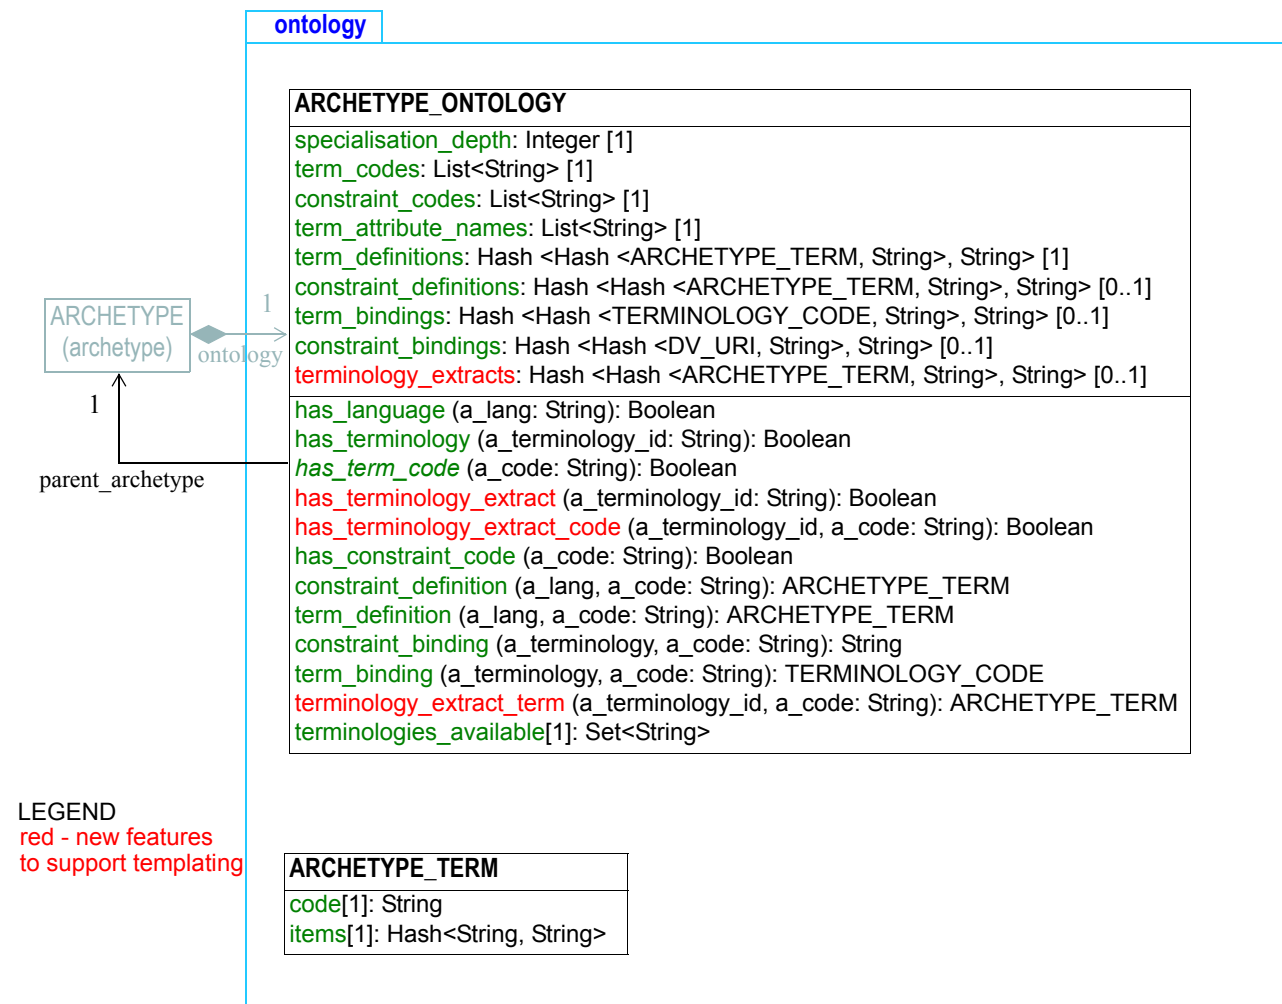 ontology
ARCHETYPE_ONTOLOGY
specialisation_depth: Integer [1]
term_codes: List<String> [1]
constraint_codes: List<String> [1]
term_attribute_names: List<String> [1]
term_definitions: Hash <Hash <ARCHETYPE_TERM, String>, String> [1]
constraint_definitions: Hash <Hash <ARCHETYPE_TERM, String>, String> [0..1]
term_bindings: Hash <Hash <TERMINOLOGY_CODE, String>, String> [0..1]
constraint_bindings: Hash <Hash <DV_URI, String>, String> [0..1]
terminology_extracts: Hash <Hash <ARCHETYPE_TERM, String>, String> [0..1]
has_language (a_lang: String): Boolean
has_terminology (a_terminology_id: String): Boolean
has_term_code (a_code: String): Boolean
has_terminology_extract (a_terminology_id: String): Boolean
has_terminology_extract_code (a_terminology_id, a_code: String): Boolean
has_constraint_code (a_code: String): Boolean
constraint_definition (a_lang, a_code: String): ARCHETYPE_TERM
term_definition (a_lang, a_code: String): ARCHETYPE_TERM
constraint_binding (a_terminology, a_code: String): String
term_binding (a_terminology, a_code: String): TERMINOLOGY_CODE
terminology_extract_term (a_terminology_id, a_code: String): ARCHETYPE_TERM
terminologies_available[1]: Set<String>
ARCHETYPE
(archetype)
1
ontology
1
parent_archetype
LEGEND
red - new features
to support templating
ARCHETYPE_TERM
code[1]: String
items[1]: Hash<String, String>